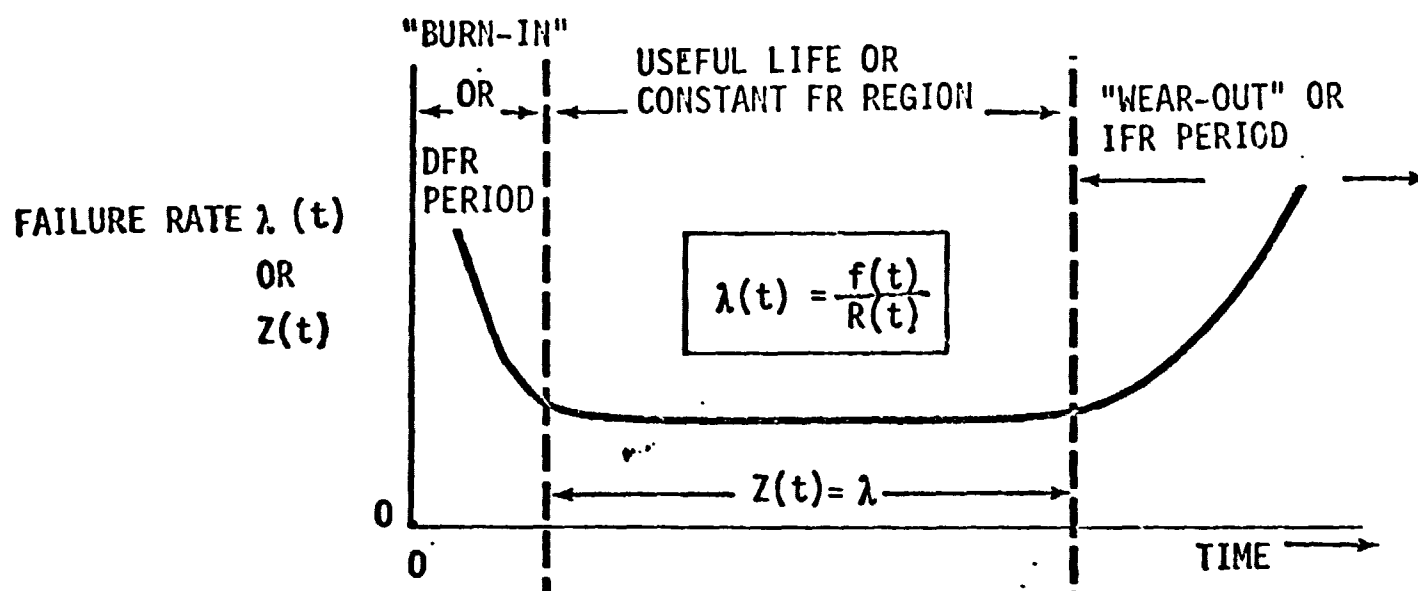 "BURN-IN"
OR
DFR
PERIOD
USEFUL LIFE OR
CONSTANT FR REGION
"WEAR-OUT" OR
IFR PERIOD
FAILURE RATE λ (t)
OR
Z(t)
λ(t) = f(t)/R(t)
Z(t) = λ
0
0
TIME